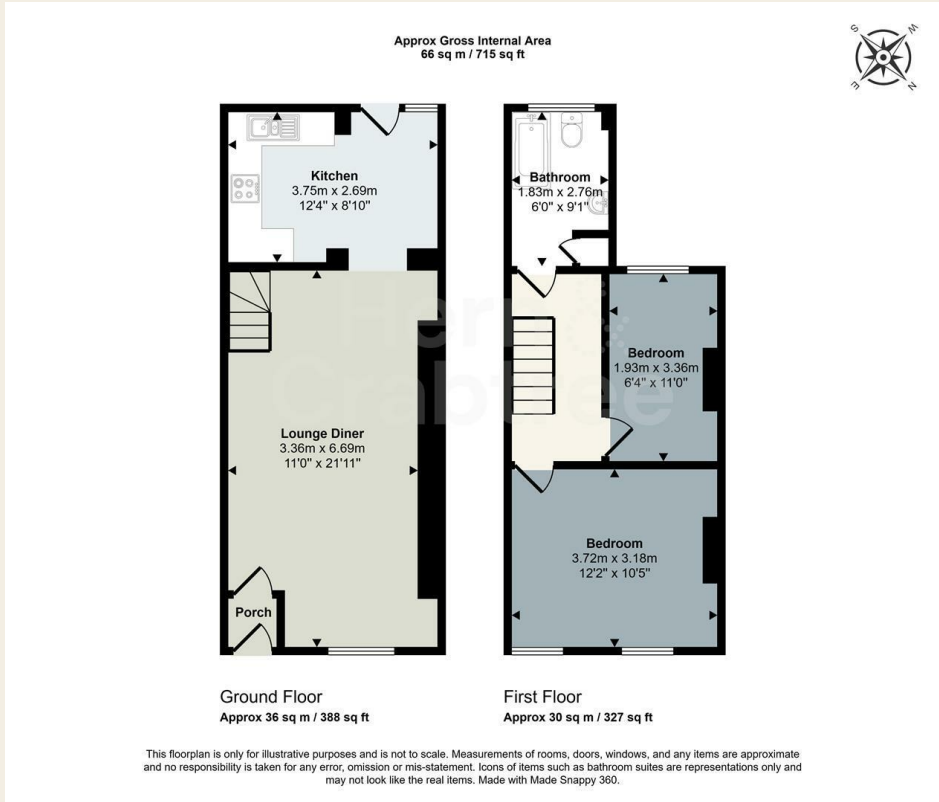 Approx Gross Internal Area
66 sq m / 715 sq ft
S
W
E
N
Kitchen
3.75m x 2.69m
12'4" x 8'10"
Lounge Diner
3.36m x 6.69m
11'0" x 21'11"
Porch
Bathroom
1.83m x 2.76m
6'0" x 9'1"
Bedroom
1.93m x 3.36m
6'4" x 11'0"
Bedroom
3.72m x 3.18m
12'2" x 10'5"
Hern
Crabtree
Ground Floor
Approx 36 sq m / 388 sq ft
First Floor
Approx 30 sq m / 327 sq ft
This floorplan is only for illustrative purposes and is not to scale. Measurements of rooms, doors, windows, and any items are approximate
and no responsibility is taken for any error, omission or mis-statement. Icons of items such as bathroom suites are representations only and
may not look like the real items. Made with Made Snappy 360.